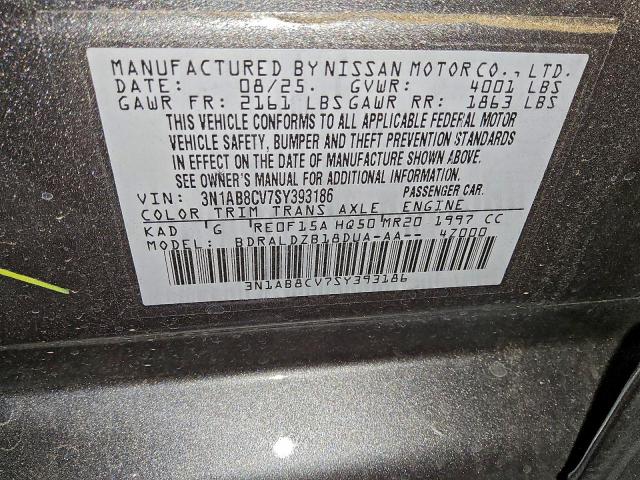 MANUFACTURED BY NISSAN MOTOR CO., LTD.
DATE: 08/25. GVWR: 4001 LBS
GAWR FR: 2161 LBS GAWR RR: 1863 LBS
THIS VEHICLE CONFORMS TO ALL APPLICABLE FEDERAL MOTOR
VEHICLE SAFETY, BUMPER AND THEFT PREVENTION STANDARDS
IN EFFECT ON THE DATE OF MANUFACTURE SHOWN ABOVE.
SEE OWNER'S MANUAL FOR ADDITIONAL INFORMATION.
VIN: 3N1AB8CV7SY393186 PASSENGER CAR.
COLOR TRIM TRANS AXLE ENGINE
KAD G RE0F15A HQ50 MR20 1997 CC
MODEL: BDRALDZB18DUA-AA-- 47000
3N1AB8CV7SY393186